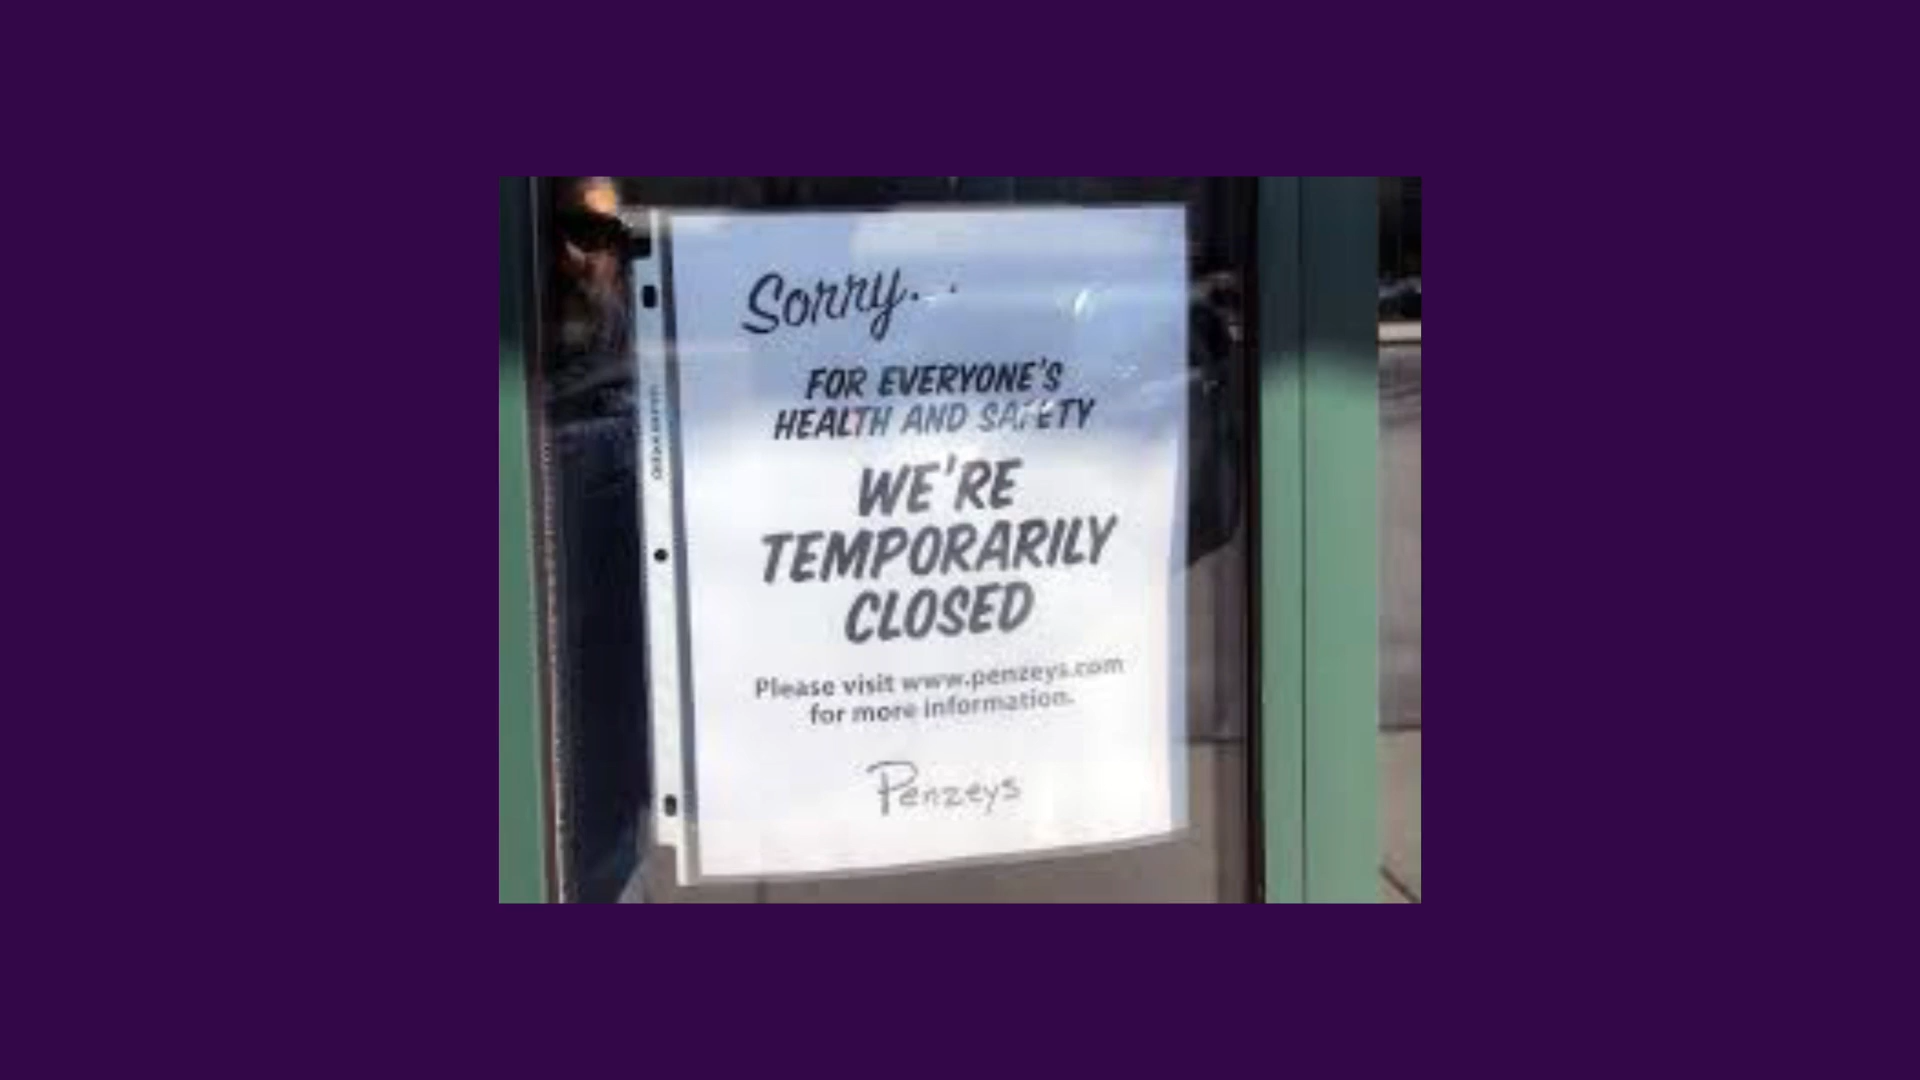 Sorry...
FOR EVERYONE'S
HEALTH AND SAFETY
WE'RE
TEMPORARILY
CLOSED
Please visit www.penzeys.com
for more information.
Penzeys